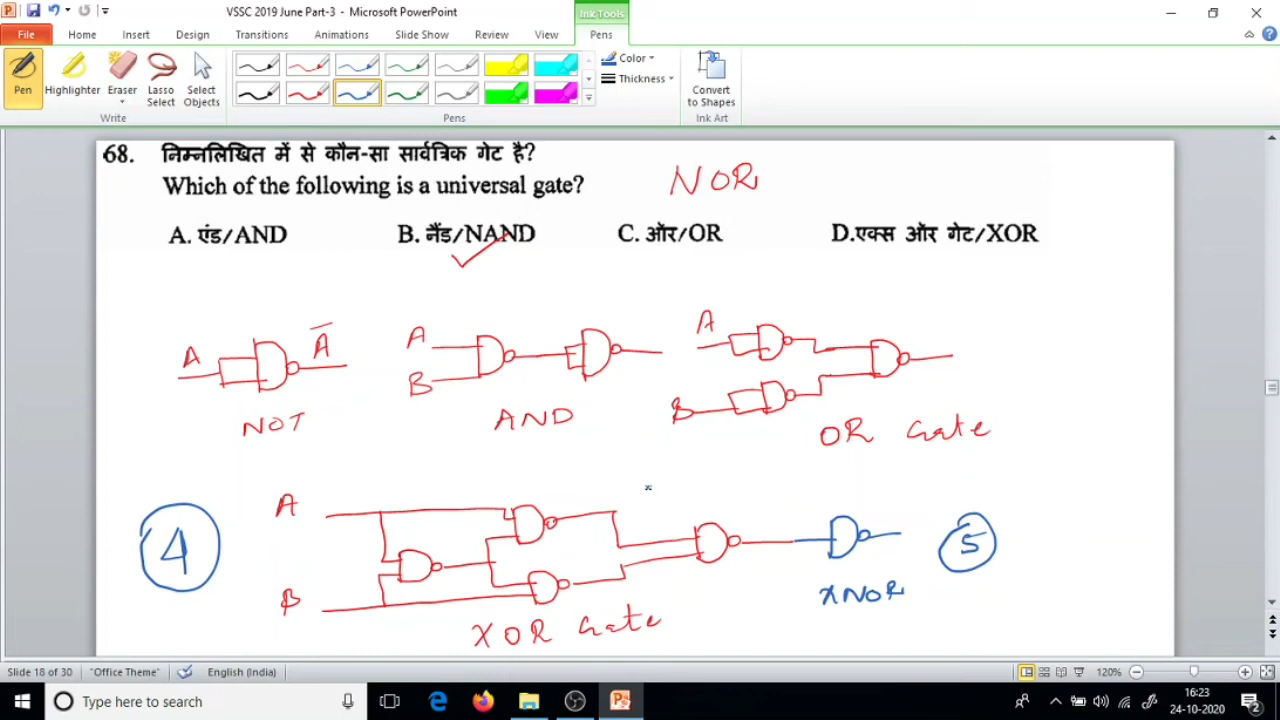 VSSC 2019 June Part-3 - Microsoft PowerPoint
Ink Tools
File Home Insert Design Transitions Animations Slide Show Review View Pens
Pen Highlighter Eraser Lasso Select Select Objects
Color
Thickness
Convert to Shapes
Write Pens Ink Art
68. निम्नलिखित में से कौन-सा सार्वत्रिक गेट है?
Which of the following is a universal gate?
NOR
A. एंड/AND B. नैंड/NAND C. ऑर/OR D.एक्स ऑर गेट/XOR
A Ā A B A B
NOT AND OR Gate
A
4 5
B XNOR
XOR Gate
Slide 18 of 30 "Office Theme" English (India) 120%
Type here to search
16:23
24-10-2020
2